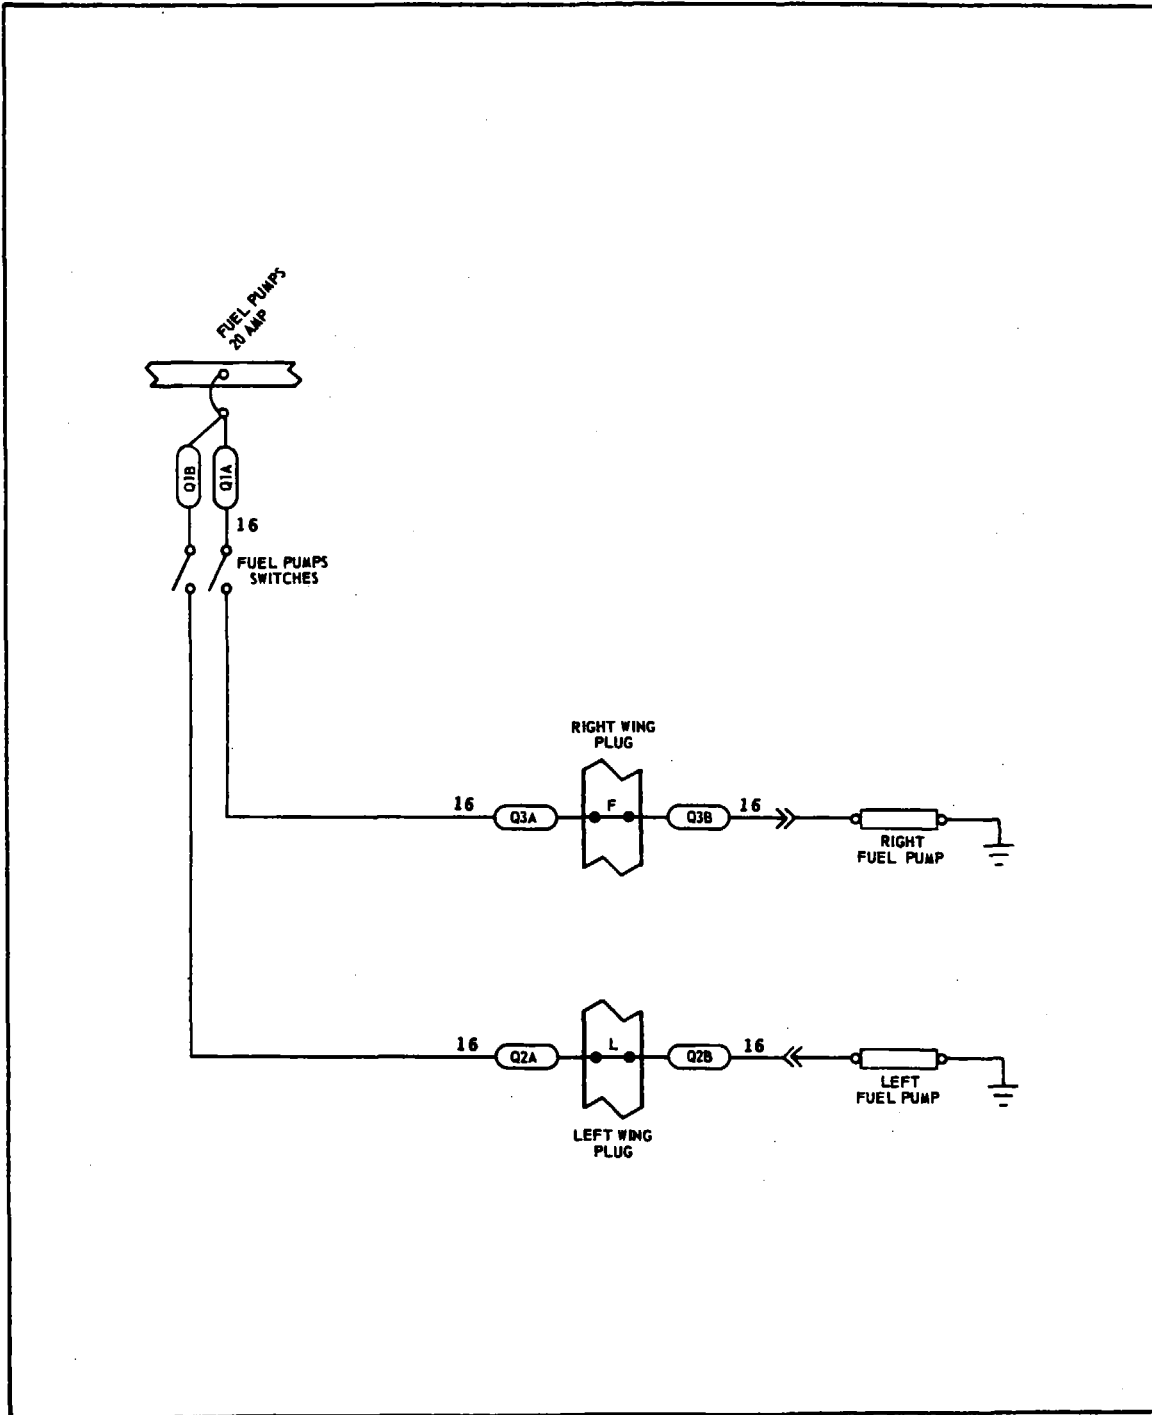 FUEL PUMPS
20 AMP
Q1B
Q1A
16
FUEL PUMPS
SWITCHES
RIGHT WING
PLUG
16
Q3A
F
Q3B
16
RIGHT
FUEL PUMP
16
Q2A
L
Q2B
16
LEFT
FUEL PUMP
LEFT WING
PLUG